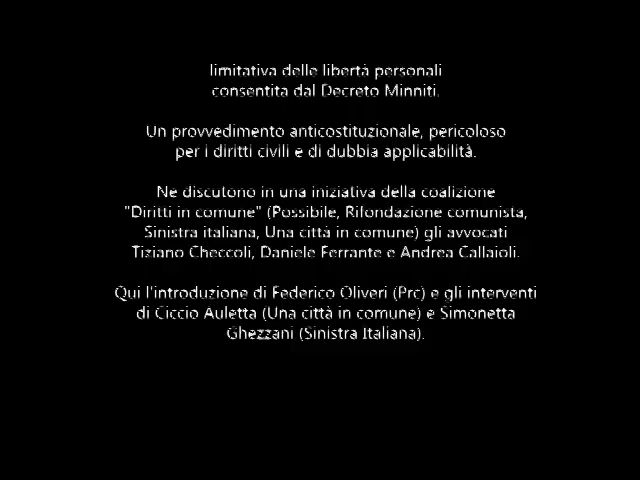 limitativa delle libertà personali
consentita dal Decreto Minniti.
Un provvedimento anticostituzionale, pericoloso
per i diritti civili e di dubbia applicabilità.
Ne discutono in una iniziativa della coalizione
"Diritti in comune" (Possibile, Rifondazione comunista,
Sinistra italiana, Una città in comune) gli avvocati
Tiziano Checcoli, Daniele Ferrante e Andrea Callaioli.
Qui l'introduzione di Federico Oliveri (Prc) e gli interventi
di Ciccio Auletta (Una città in comune) e Simonetta
Ghezzani (Sinistra Italiana).